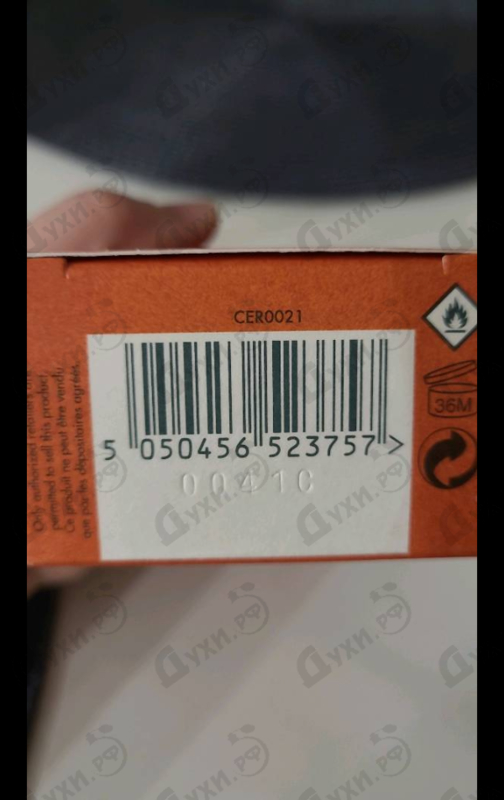 CER0021
Only authorised retailers are
permitted to sell this product.
Ce produit ne peut être vendu
que par les dépositaires agréés.
36M
5 050456 523757 >
0041C
Духи.рф